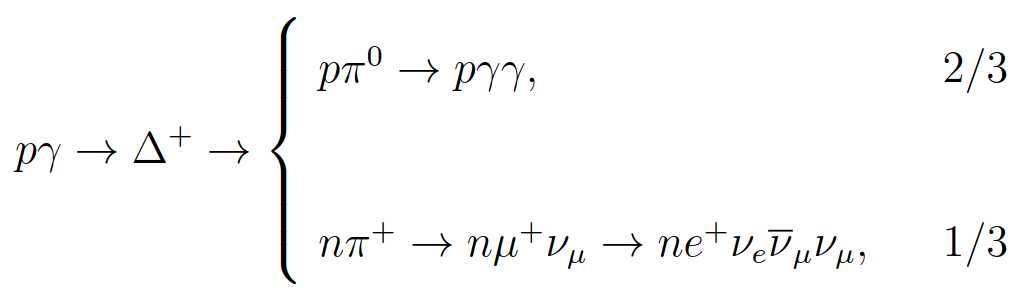 pπ⁰ → pγγ, 2/3
pγ → Δ⁺ →
nπ⁺ → nμ⁺ν_μ → ne⁺ν_e ν̄_μ ν_μ, 1/3